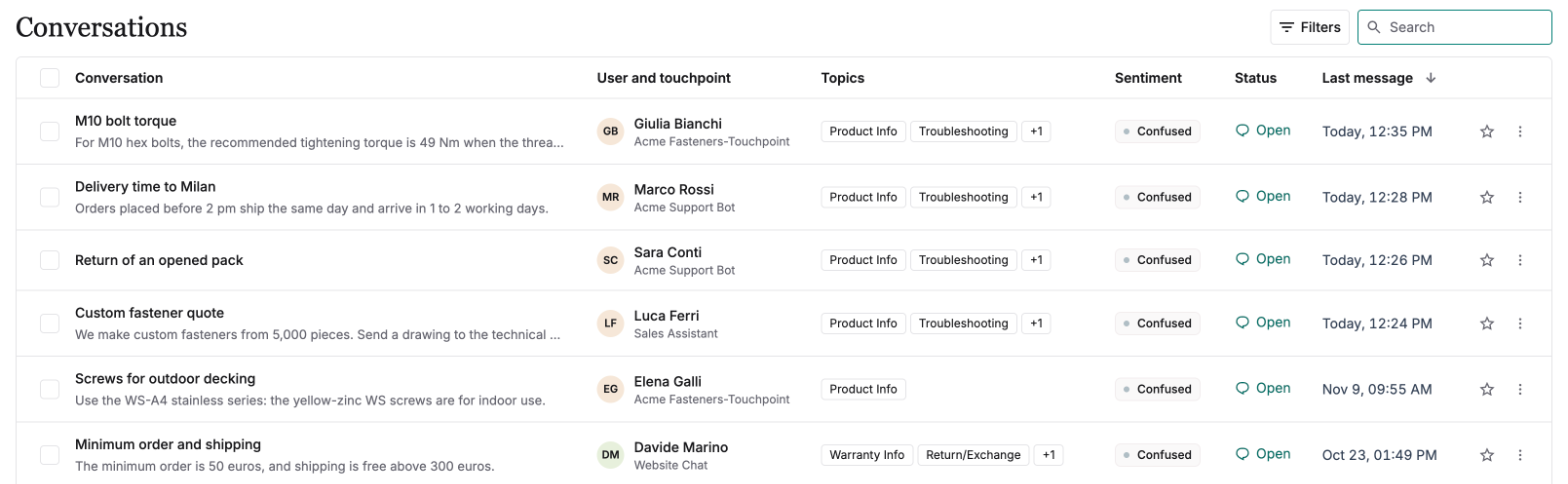 Conversations
Filters
Search
Conversation User and touchpoint Topics Sentiment Status Last message
M10 bolt torque
For M10 hex bolts, the recommended tightening torque is 49 Nm when the threa...
GB
Giulia Bianchi
Acme Fasteners-Touchpoint
Product Info Troubleshooting +1
Confused
Open
Today, 12:35 PM
Delivery time to Milan
Orders placed before 2 pm ship the same day and arrive in 1 to 2 working days.
MR
Marco Rossi
Acme Support Bot
Product Info Troubleshooting +1
Confused
Open
Today, 12:28 PM
Return of an opened pack
SC
Sara Conti
Acme Support Bot
Product Info Troubleshooting +1
Confused
Open
Today, 12:26 PM
Custom fastener quote
We make custom fasteners from 5,000 pieces. Send a drawing to the technical ...
LF
Luca Ferri
Sales Assistant
Product Info Troubleshooting +1
Confused
Open
Today, 12:24 PM
Screws for outdoor decking
Use the WS-A4 stainless series: the yellow-zinc WS screws are for indoor use.
EG
Elena Galli
Acme Fasteners-Touchpoint
Product Info
Confused
Open
Nov 9, 09:55 AM
Minimum order and shipping
The minimum order is 50 euros, and shipping is free above 300 euros.
DM
Davide Marino
Website Chat
Warranty Info Return/Exchange +1
Confused
Open
Oct 23, 01:49 PM